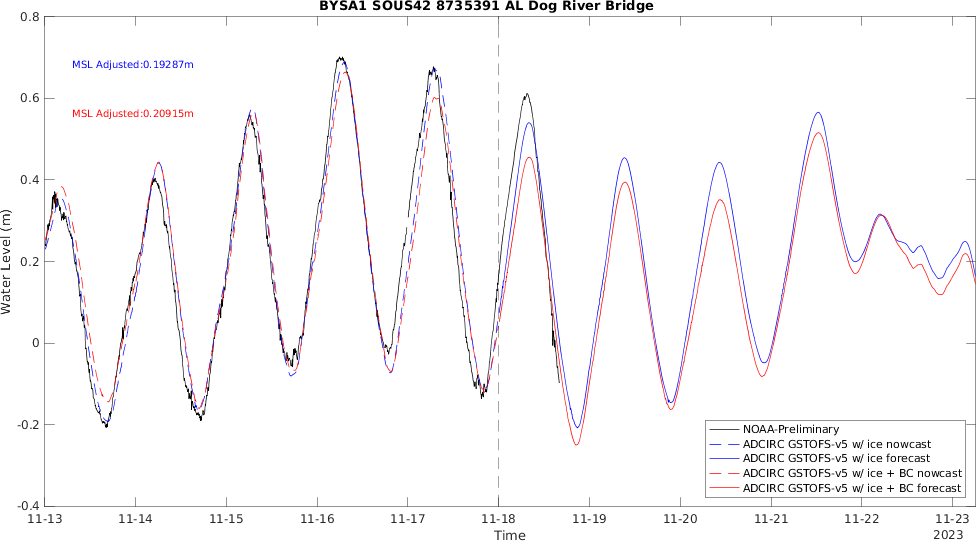 BYSA1 SOUS42 8735391 AL Dog River Bridge
0.8
MSL Adjusted:0.19287m
0.6
MSL Adjusted:0.20915m
0.4
0.2
Water Level (m)
0
-0.2
NOAA-Preliminary
ADCIRC GSTOFS-v5 w/ ice nowcast
ADCIRC GSTOFS-v5 w/ ice forecast
ADCIRC GSTOFS-v5 w/ ice + BC nowcast
ADCIRC GSTOFS-v5 w/ ice + BC forecast
-0.4
11-13 11-14 11-15 11-16 11-17 11-18 11-19 11-20 11-21 11-22 11-23
Time
2023